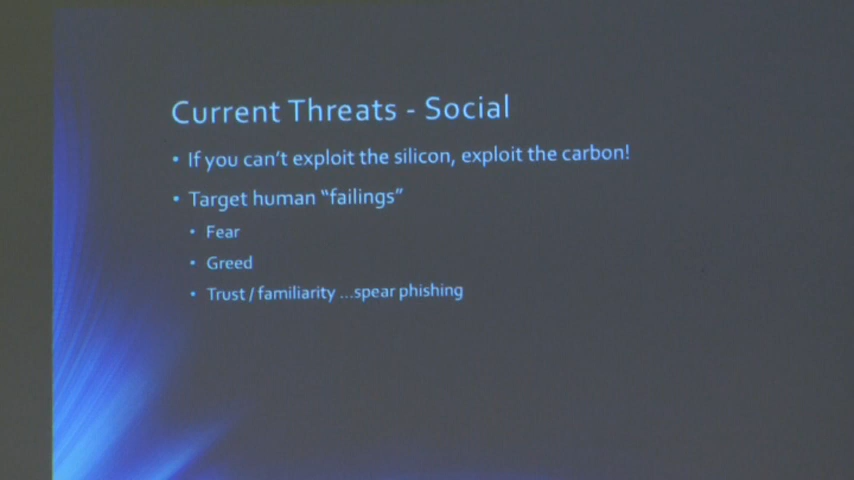 Current Threats - Social
• If you can't exploit the silicon, exploit the carbon!
• Target human “failings”
• Fear
• Greed
• Trust / familiarity ...spear phishing